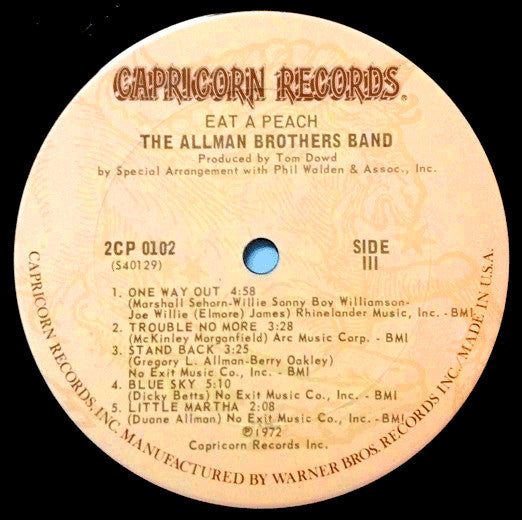 CAPRICORN RECORDS®
EAT A PEACH
THE ALLMAN BROTHERS BAND
Produced by Tom Dowd
by Special Arrangement with Phil Walden & Assoc., Inc.
2CP 0102
(S40129)
SIDE
III
1. ONE WAY OUT 4:58
(Marshall Sehorn-Willie Sonny Boy Williamson-
Joe Willie (Elmore) James) Rhinelander Music, Inc. - BMI
2. TROUBLE NO MORE 3:28
(McKinley Morganfield) Arc Music Corp. - BMI
3. STAND BACK 3:25
(Gregory L. Allman-Berry Oakley)
No Exit Music Co., Inc. - BMI
4. BLUE SKY 5:10
(Dicky Betts) No Exit Music Co., Inc. - BMI
5. LITTLE MARTHA 2:08
(Duane Allman) No Exit Music Co., Inc. - BMI
℗1972
Capricorn Records Inc.
CAPRICORN RECORDS, INC. MANUFACTURED BY WARNER BROS. RECORDS INC. MADE IN U.S.A.